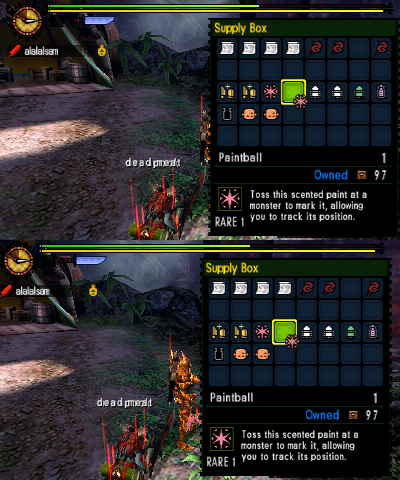 Supply Box
alalalsam
deadpmeat
Paintball 1
Owned 97
Toss this scented paint at a
monster to mark it, allowing
you to track its position.
RARE 1
Supply Box
alalalsam
deadpmeat
Paintball 1
Owned 97
Toss this scented paint at a
monster to mark it, allowing
you to track its position.
RARE 1